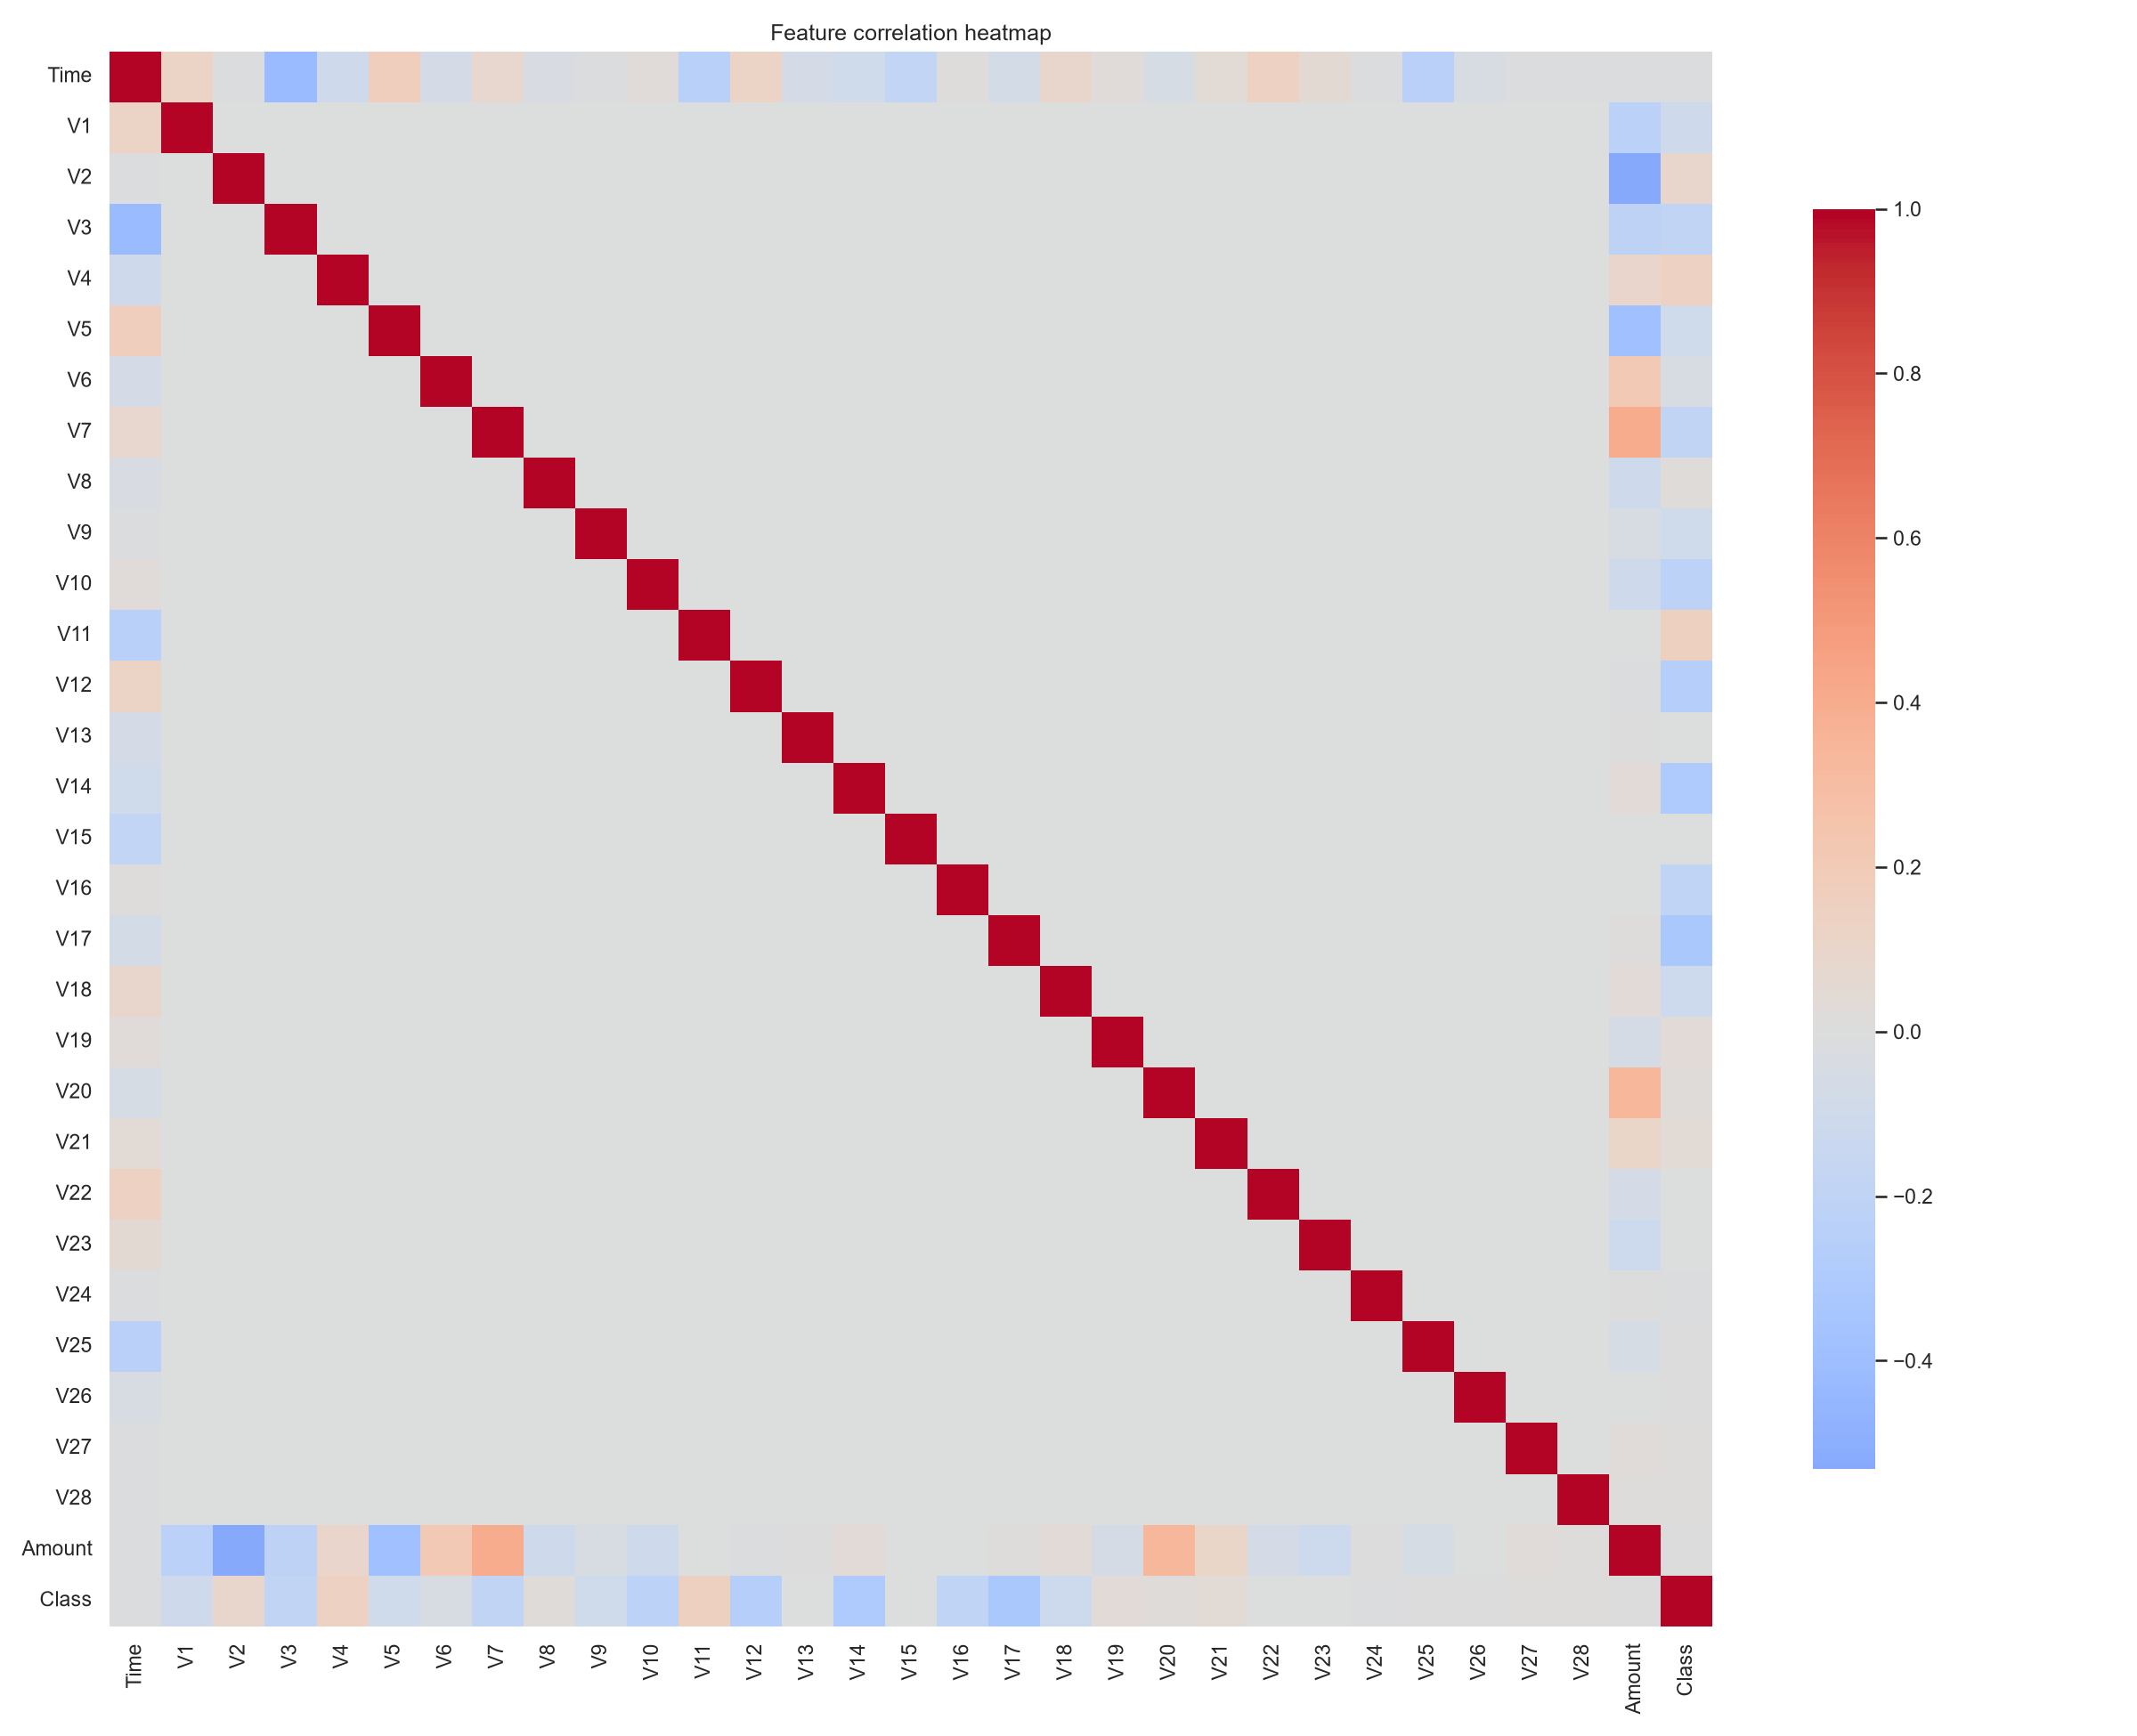 Feature correlation heatmap
Time
V1
V2
V3
V4
V5
V6
V7
V8
V9
V10
V11
V12
V13
V14
V15
V16
V17
V18
V19
V20
V21
V22
V23
V24
V25
V26
V27
V28
Amount
Class
Time V1 V2 V3 V4 V5 V6 V7 V8 V9 V10 V11 V12 V13 V14 V15 V16 V17 V18 V19 V20 V21 V22 V23 V24 V25 V26 V27 V28 Amount Class
1.0
0.8
0.6
0.4
0.2
0.0
−0.2
−0.4